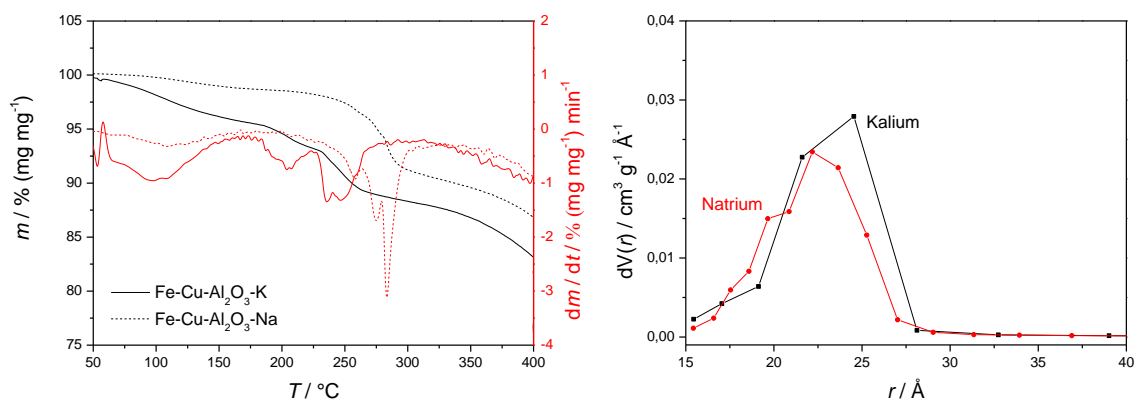 105
100
95
90
85
80
75
m / % (mg mg⁻¹)
50 100 150 200 250 300 350 400
T / °C
2
1
0
-1
-2
-3
-4
dm / dt / % (mg mg⁻¹) min⁻¹
Fe-Cu-Al₂O₃-K
Fe-Cu-Al₂O₃-Na
0,04
0,03
0,02
0,01
0,00
dV(r) / cm³ g⁻¹ Å⁻¹
Kalium
Natrium
15 20 25 30 35 40
r / Å